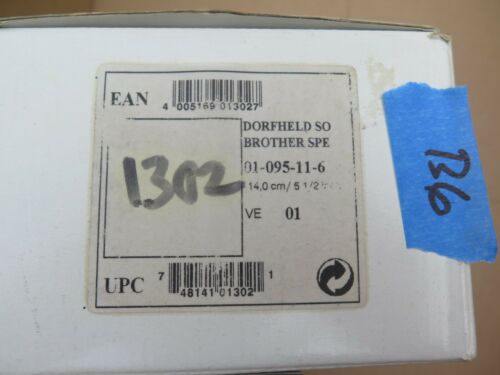 EAN
4 005169 013027
DORFHELD SO
BROTHER SPE
01-095-11-6
14,0 cm/ 5 1/2
VE 01
1302
UPC
7 48141 01302 1
B6